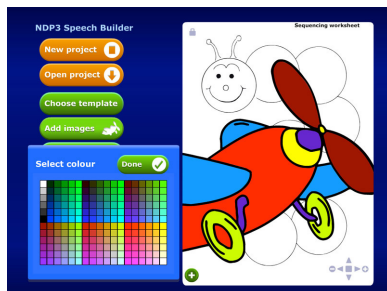 NDP3 Speech Builder
New project
Open project
Choose template
Add images
Select colour
Done
Sequencing worksheet